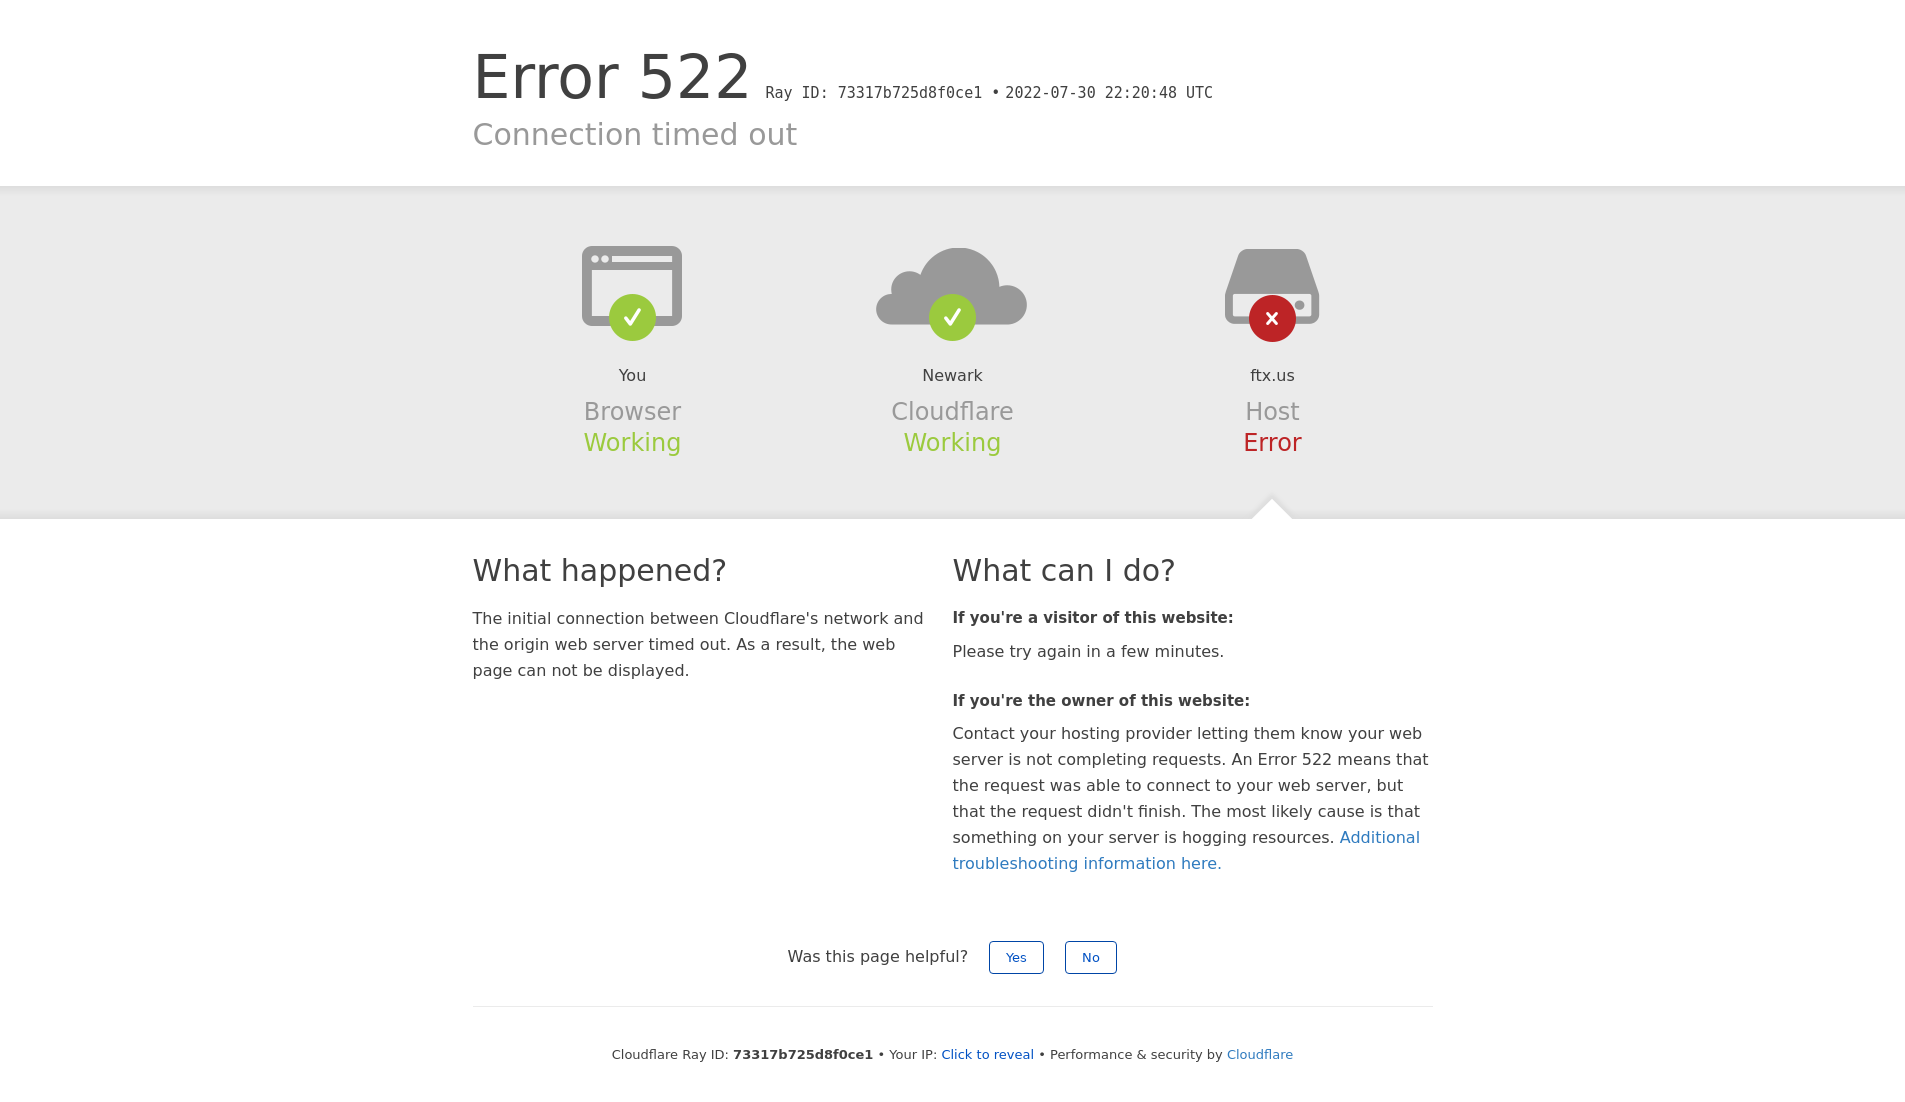 Error 522 Ray ID: 73317b725d8f0ce1 • 2022-07-30 22:20:48 UTC
Connection timed out
You
Browser
Working
Newark
Cloudflare
Working
ftx.us
Host
Error
What happened?
The initial connection between Cloudflare's network and
the origin web server timed out. As a result, the web
page can not be displayed.
What can I do?
If you're a visitor of this website:
Please try again in a few minutes.
If you're the owner of this website:
Contact your hosting provider letting them know your web
server is not completing requests. An Error 522 means that
the request was able to connect to your web server, but
that the request didn't finish. The most likely cause is that
something on your server is hogging resources. Additional
troubleshooting information here.
Was this page helpful? Yes No
Cloudflare Ray ID: 73317b725d8f0ce1 • Your IP: Click to reveal • Performance & security by Cloudflare